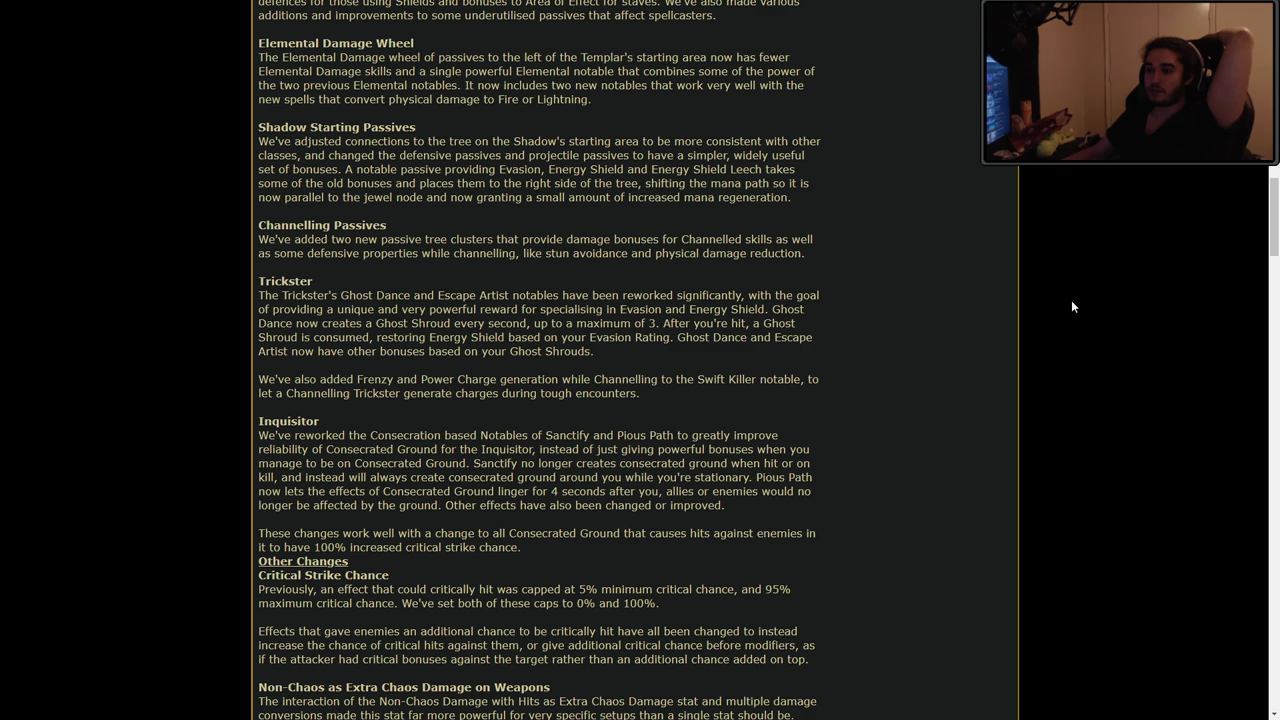 defences for those using Shields and bonuses to Area of Effect for staves. We've also made various
additions and improvements to some underutilised passives that affect spellcasters.
Elemental Damage Wheel
The Elemental Damage wheel of passives to the left of the Templar's starting area now has fewer
Elemental Damage skills and a single powerful Elemental notable that combines some of the power of
the two previous Elemental notables. It now includes two new notables that work very well with the
new spells that convert physical damage to Fire or Lightning.
Shadow Starting Passives
We've adjusted connections to the tree on the Shadow's starting area to be more consistent with other
classes, and changed the defensive passives and projectile passives to have a simpler, widely useful
set of bonuses. A notable passive providing Evasion, Energy Shield and Energy Shield Leech takes
some of the old bonuses and places them to the right side of the tree, shifting the mana path so it is
now parallel to the jewel node and now granting a small amount of increased mana regeneration.
Channelling Passives
We've added two new passive tree clusters that provide damage bonuses for Channelled skills as well
as some defensive properties while channelling, like stun avoidance and physical damage reduction.
Trickster
The Trickster's Ghost Dance and Escape Artist notables have been reworked significantly, with the goal
of providing a unique and very powerful reward for specialising in Evasion and Energy Shield. Ghost
Dance now creates a Ghost Shroud every second, up to a maximum of 3. After you're hit, a Ghost
Shroud is consumed, restoring Energy Shield based on your Evasion Rating. Ghost Dance and Escape
Artist now have other bonuses based on your Ghost Shrouds.
We've also added Frenzy and Power Charge generation while Channelling to the Swift Killer notable, to
let a Channelling Trickster generate charges during tough encounters.
Inquisitor
We've reworked the Consecration based Notables of Sanctify and Pious Path to greatly improve
reliability of Consecrated Ground for the Inquisitor, instead of just giving powerful bonuses when you
manage to be on Consecrated Ground. Sanctify no longer creates consecrated ground when hit or on
kill, and instead will always create consecrated ground around you while you're stationary. Pious Path
now lets the effects of Consecrated Ground linger for 4 seconds after you, allies or enemies would no
longer be affected by the ground. Other effects have also been changed or improved.
These changes work well with a change to all Consecrated Ground that causes hits against enemies in
it to have 100% increased critical strike chance.
Other Changes
Critical Strike Chance
Previously, an effect that could critically hit was capped at 5% minimum critical chance, and 95%
maximum critical chance. We've set both of these caps to 0% and 100%.
Effects that gave enemies an additional chance to be critically hit have all been changed to instead
increase the chance of critical hits against them, or give additional critical chance before modifiers, as
if the attacker had critical bonuses against the target rather than an additional chance added on top.
Non-Chaos as Extra Chaos Damage on Weapons
The interaction of the Non-Chaos Damage with Hits as Extra Chaos Damage stat and multiple damage
conversions made this stat far more powerful for very specific setups than a single stat should be.